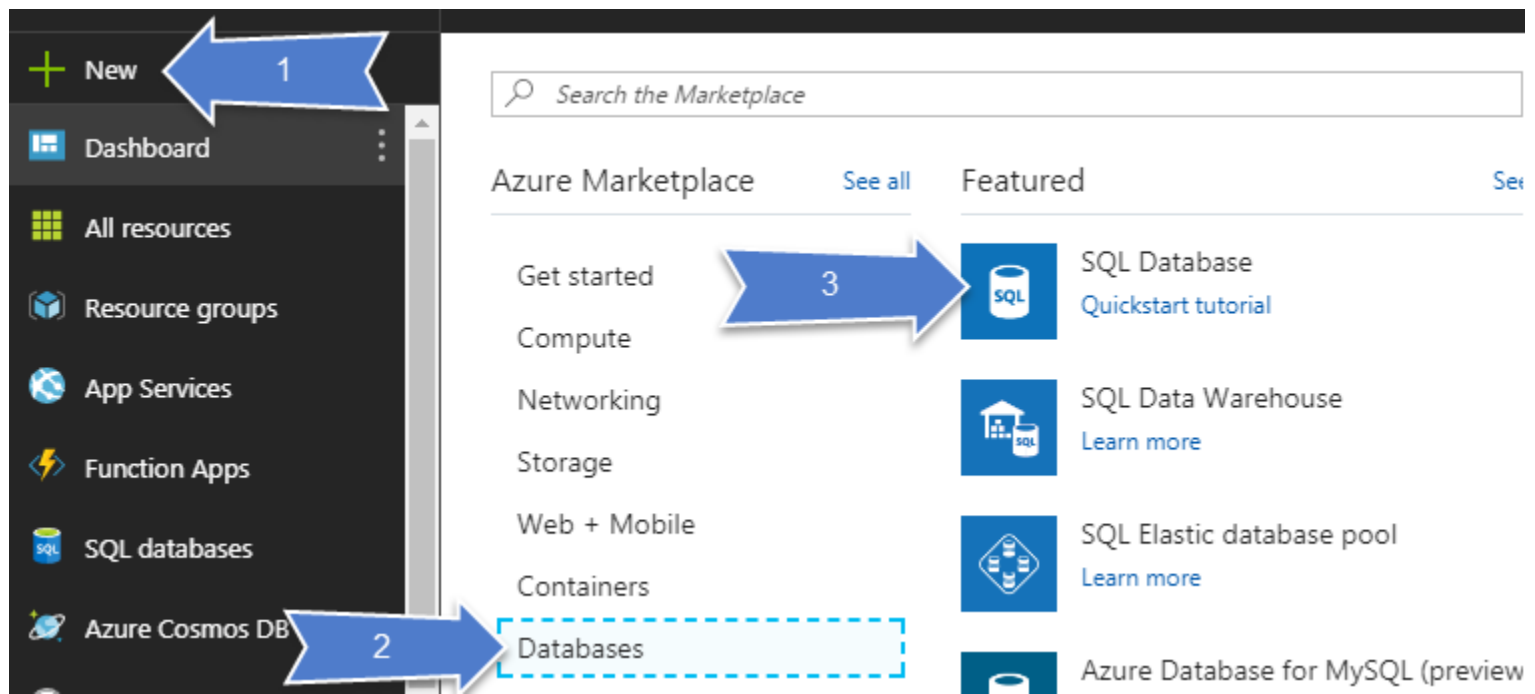 New
1
Dashboard
All resources
Resource groups
App Services
Function Apps
SQL databases
SQL
Azure Cosmos DB
2
Search the Marketplace
Azure Marketplace
See all
Get started
Compute
Networking
Storage
Web + Mobile
Containers
Databases
Featured
See
3
SQL
SQL Database
Quickstart tutorial
SQL
SQL Data Warehouse
Learn more
SQL Elastic database pool
Learn more
Azure Database for MySQL (preview